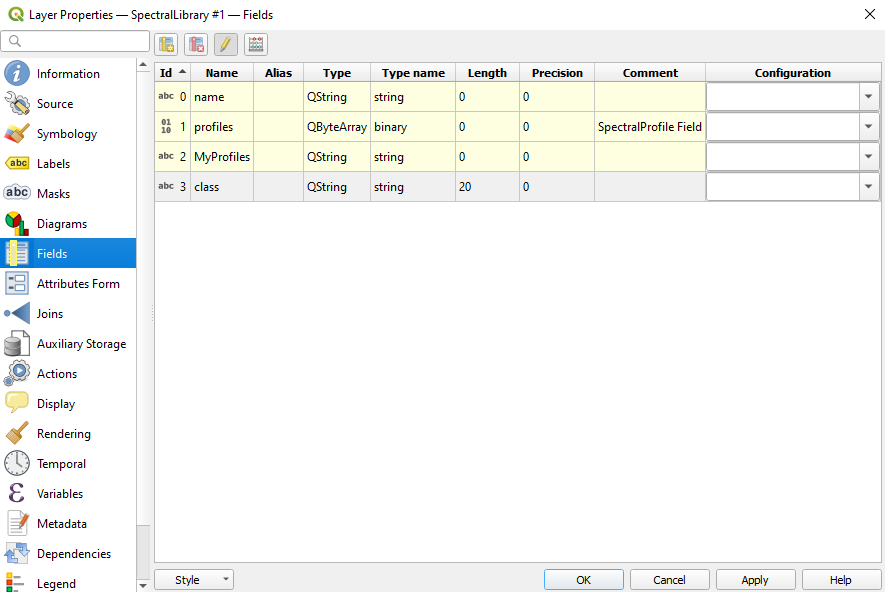 Layer Properties — SpectralLibrary #1 — Fields
Information
Source
Symbology
abc Labels
abc Masks
Diagrams
Fields
Attributes Form
Joins
Auxiliary Storage
Actions
Display
Rendering
Temporal
Variables
Metadata
Dependencies
Legend
Id Name Alias Type Type name Length Precision Comment Configuration
abc 0 name QString string 0 0
01 10 1 profiles QByteArray binary 0 0 SpectralProfile Field
abc 2 MyProfiles QString string 0 0
abc 3 class QString string 20 0
Style OK Cancel Apply Help